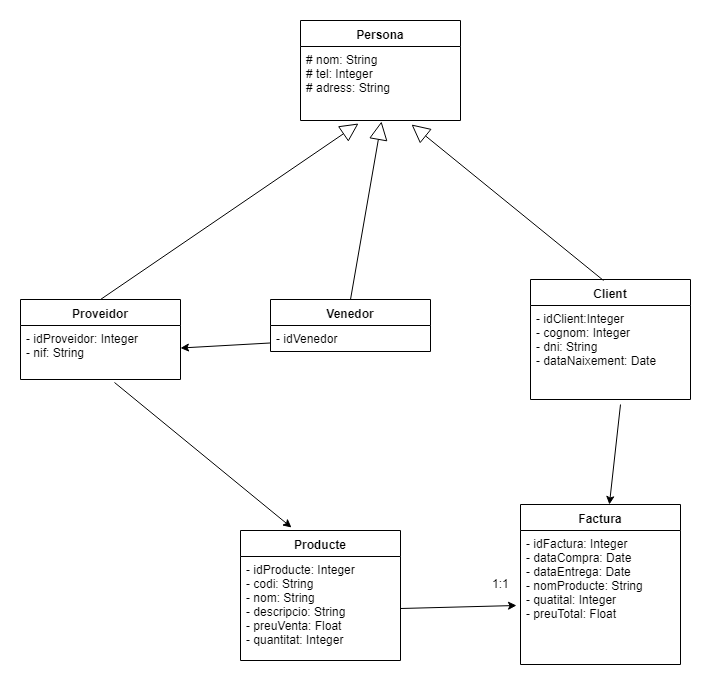 Persona
# nom: String
# tel: Integer
# adress: String
Proveidor
- idProveidor: Integer
- nif: String
Venedor
- idVenedor
Client
- idClient:Integer
- cognom: Integer
- dni: String
- dataNaixement: Date
Producte
- idProducte: Integer
- codi: String
- nom: String
- descripcio: String
- preuVenta: Float
- quantitat: Integer
1:1
Factura
- idFactura: Integer
- dataCompra: Date
- dataEntrega: Date
- nomProducte: String
- quatital: Integer
- preuTotal: Float